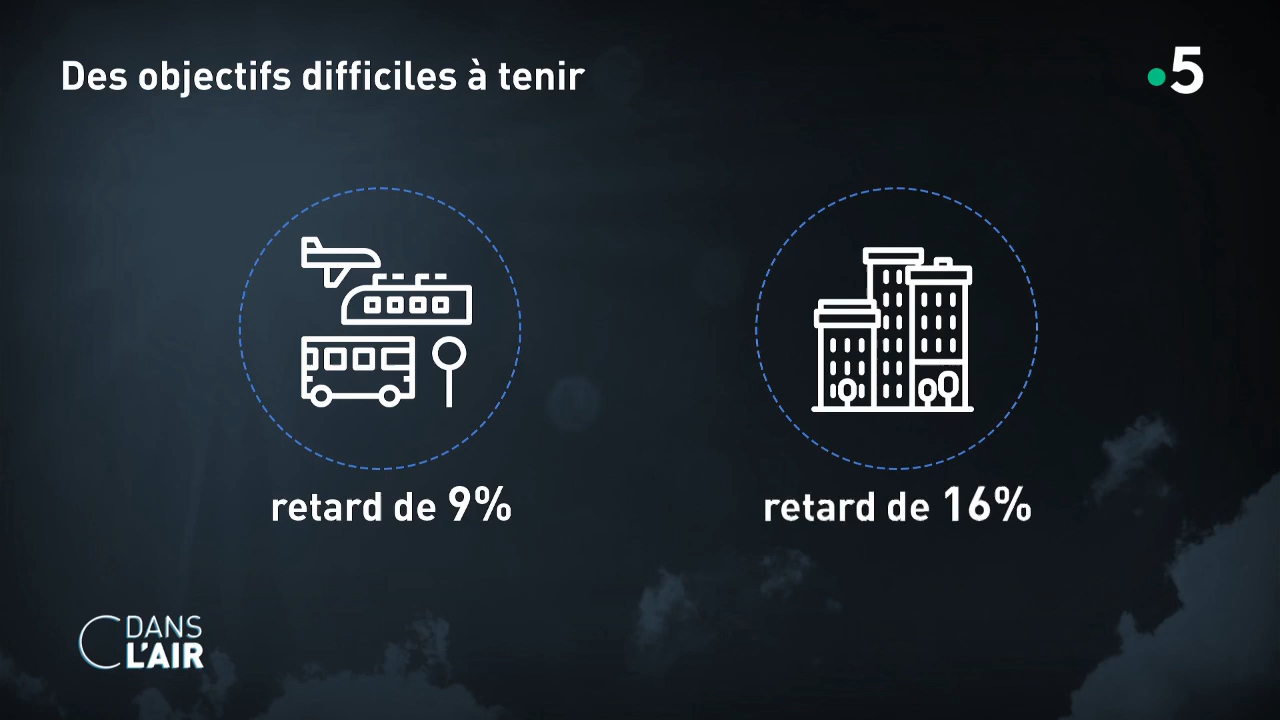 Des objectifs difficiles à tenir
5
retard de 9%
retard de 16%
C DANS
L'AIR